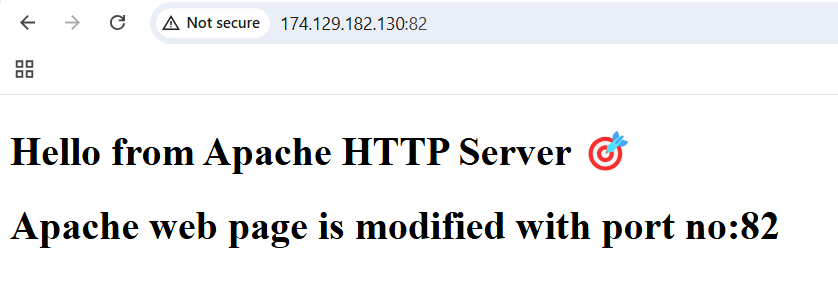 Not secure 174.129.182.130:82
Hello from Apache HTTP Server 🎯
Apache web page is modified with port no:82